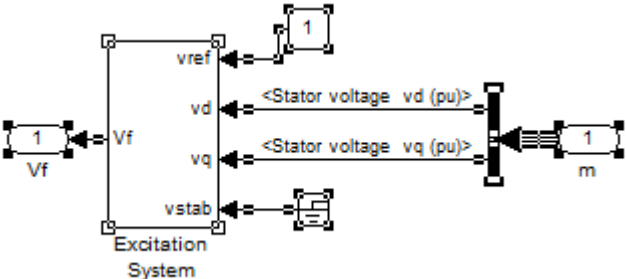 1
vref
<Stator voltage vd (pu)>
vd
1
Vf
<Stator voltage vq (pu)>
1
vq
Vf
m
vstab
Excitation
System